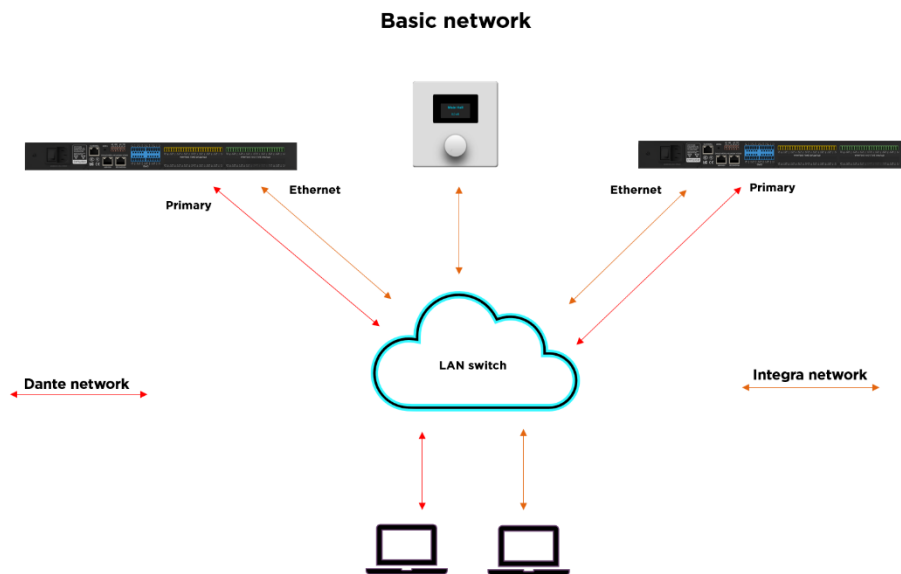 Basic network
Ethernet
Primary
Ethernet
Primary
LAN switch
Dante network
Integra network